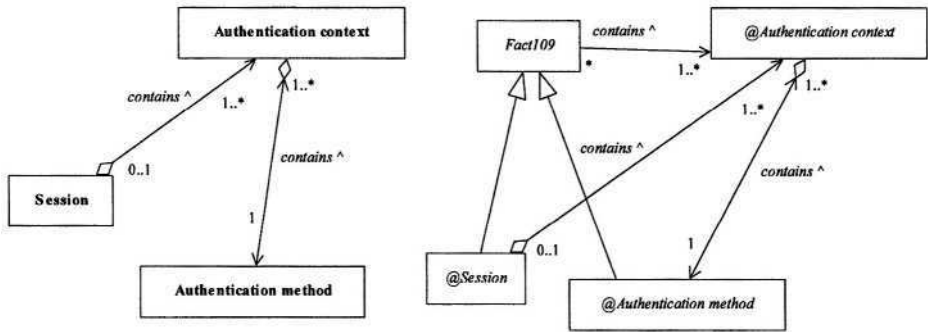 Authentication context
contains ^
1..*
1..*
0..1
contains ^
Session
1
Authentication method
Fact109
contains ^
*
1..*
@Authentication context
1..*
1..*
contains ^
contains ^
0..1
1
@Session
@Authentication method